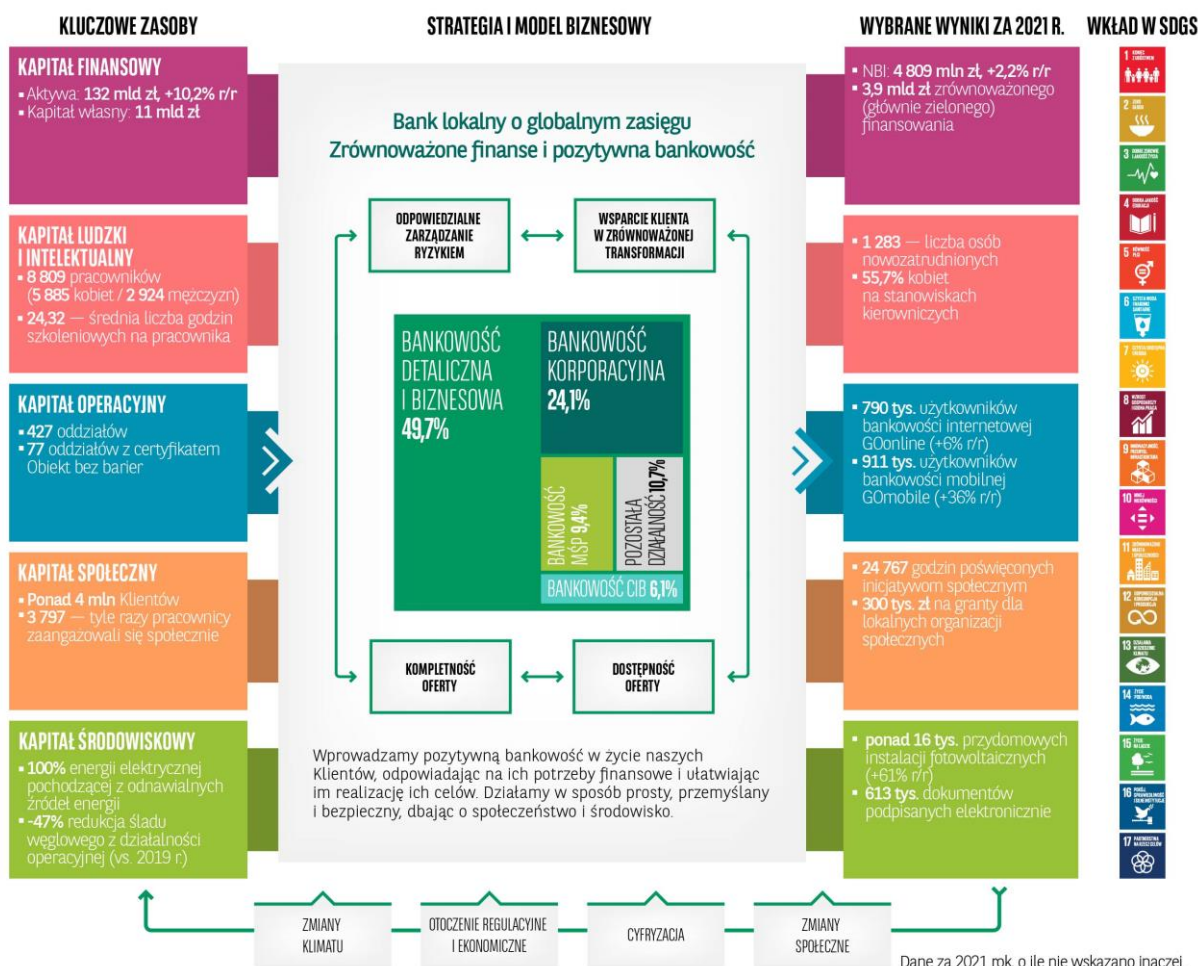 KLUCZOWE ZASOBY
STRATEGIA I MODEL BIZNESOWY
WYBRANE WYNIKI ZA 2021 R.
WKŁAD W SDGS
KAPITAŁ FINANSOWY
▪ Aktywa: 132 mld zł, +10,2% r/r
▪ Kapitał własny: 11 mld zł
KAPITAŁ LUDZKI
I INTELEKTUALNY
▪ 8 809 pracowników
(5 885 kobiet / 2 924 mężczyzn)
▪ 24,32 — średnia liczba godzin
szkoleniowych na pracownika
KAPITAŁ OPERACYJNY
▪ 427 oddziałów
▪ 77 oddziałów z certyfikatem
Obiekt bez barier
KAPITAŁ SPOŁECZNY
▪ Ponad 4 mln Klientów
▪ 3 797 — tyle razy pracownicy
zaangażowali się społecznie
KAPITAŁ ŚRODOWISKOWY
▪ 100% energii elektrycznej
pochodzącej z odnawialnych
źródeł energii
▪ -47% redukcja śladu
węglowego z działalności
operacyjnej (vs. 2019 r.)
Bank lokalny o globalnym zasięgu
Zrównoważone finanse i pozytywna bankowość
ODPOWIEDZIALNE
ZARZĄDZANIE
RYZYKIEM
WSPARCIE KLIENTA
W ZRÓWNOWAŻONEJ
TRANSFORMACJI
BANKOWOŚĆ
DETALICZNA
I BIZNESOWA
49,7%
BANKOWOŚĆ
KORPORACYJNA
24,1%
BANKOWOŚĆ
MŚP 9,4%
POZOSTAŁA
DZIAŁALNOŚĆ 10,7%
BANKOWOŚĆ CIB 6,1%
KOMPLETNOŚĆ
OFERTY
DOSTĘPNOŚĆ
OFERTY
Wprowadzamy pozytywną bankowość w życie naszych
Klientów, odpowiadając na ich potrzeby finansowe i ułatwiając
im realizację ich celów. Działamy w sposób prosty, przemyślany
i bezpieczny, dbając o społeczeństwo i środowisko.
▪ NBI: 4 809 mln zł, +2,2% r/r
▪ 3,9 mld zł zrównoważonego
(głównie zielonego)
finansowania
▪ 1 283 — liczba osób
nowozatrudnionych
▪ 55,7% kobiet
na stanowiskach
kierowniczych
▪ 790 tys. użytkowników
bankowości internetowej
GOonline (+6% r/r)
▪ 911 tys. użytkowników
bankowości mobilnej
GOmobile (+36% r/r)
▪ 24 767 godzin poświęconych
inicjatywom społecznym
▪ 300 tys. zł na granty dla
lokalnych organizacji
społecznych
▪ ponad 16 tys. przydomowych
instalacji fotowoltaicznych
(+61% r/r)
▪ 613 tys. dokumentów
podpisanych elektronicznie
1
2
3
4
5
6
7
8
9
10
11
12
13
14
15
16
17
ZMIANY
KLIMATU
OTOCZENIE REGULACYJNE
I EKONOMICZNE
CYFRYZACJA
ZMIANY
SPOŁECZNE
Dane za 2021 rok, o ile nie wskazano inaczej